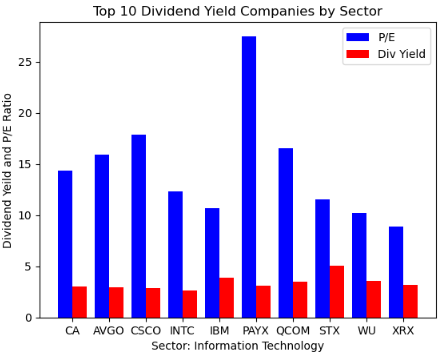 Top 10 Dividend Yield Companies by Sector
P/E
Div Yield
Dividend Yeild and P/E Ratio
25
20
15
10
5
0
CA AVGO CSCO INTC IBM PAYX QCOM STX WU XRX
Sector: Information Technology